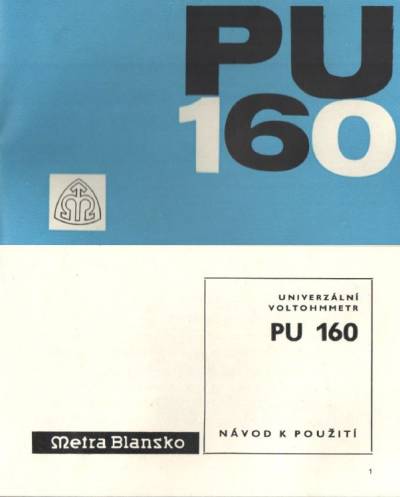 PU
160
UNIVERZÁLNÍ
VOLTOHMMETR
PU 160
Metra Blansko
NÁVOD K POUŽITÍ
1